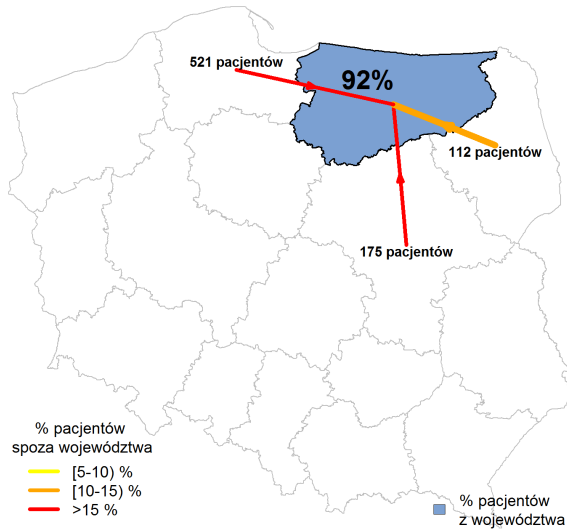 521 pacjentów
92%
112 pacjentów
175 pacjentów
% pacjentów
spoza województwa
[5-10) %
[10-15) %
>15 %
% pacjentów
z województwa